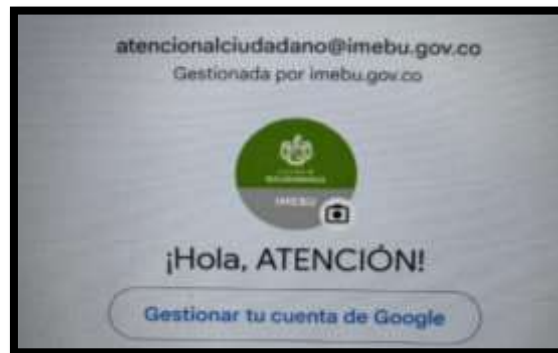 atencionalciudadano@imebu.gov.co
Gestionada por imebu.gov.co
IMEBU
¡Hola, ATENCIÓN!
Gestionar tu cuenta de Google